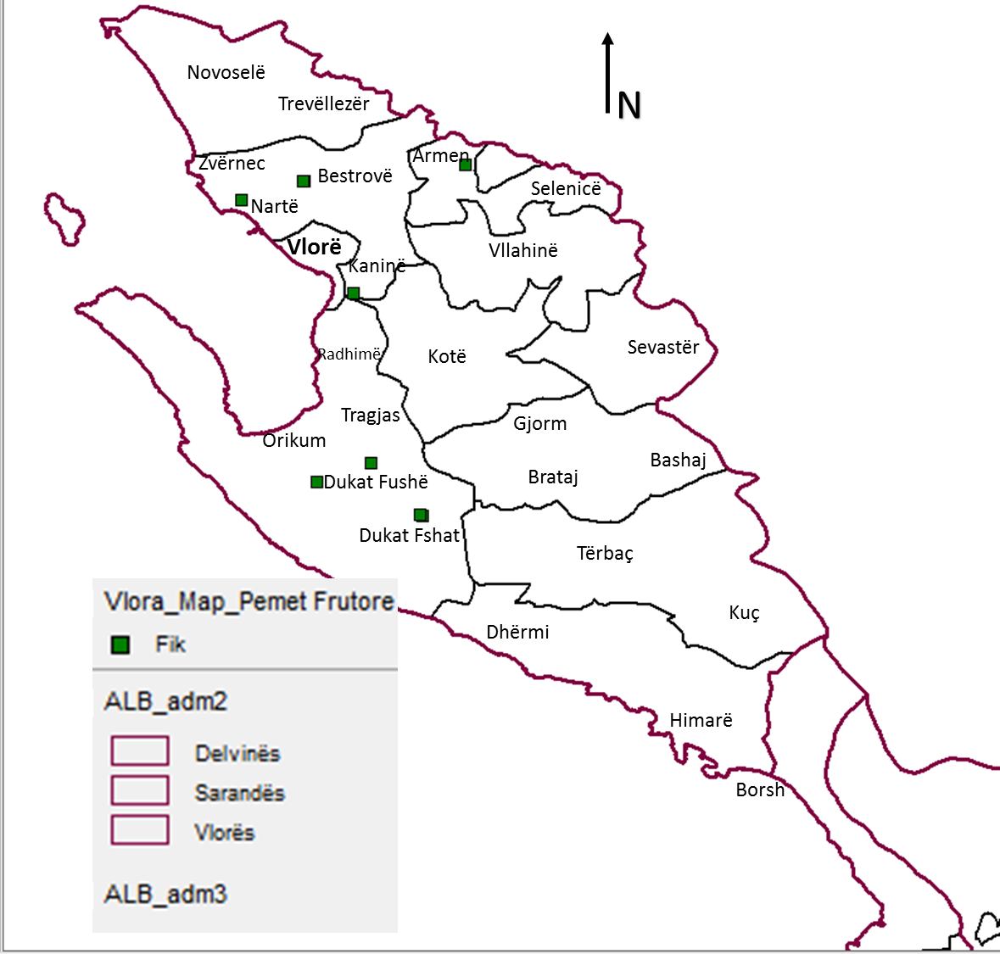 Novoselë
Trevëllezër
N
Zvërnec
Armen
Bestrovë
Selenicë
Nartë
Vlorë
Vllahinë
Kaninë
Radhimë
Kotë
Sevastër
Tragjas
Gjorm
Orikum
Bashaj
Brataj
Dukat Fushë
Dukat Fshat
Tërbaç
Kuç
Dhërmi
Himarë
Borsh
Vlora_Map_Pemet Frutore
Fik
ALB_adm2
Delvinës
Sarandës
Vlorës
ALB_adm3